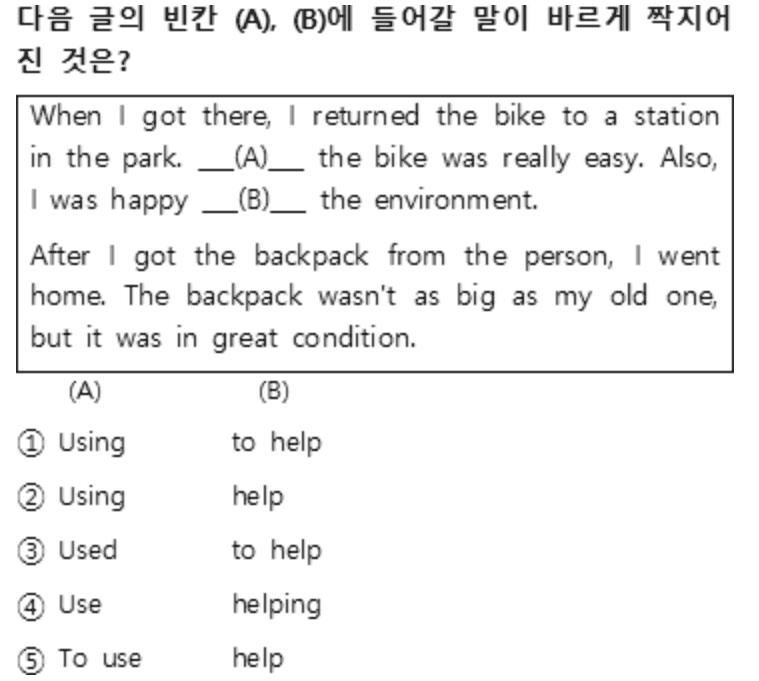 다음 글의 빈칸 (A), (B)에 들어갈 말이 바르게 짝지어
진 것은?
When I got there, I returned the bike to a station
in the park. __(A)__ the bike was really easy. Also,
I was happy __(B)__ the environment.
After I got the backpack from the person, I went
home. The backpack wasn't as big as my old one,
but it was in great condition.
(A) (B)
① Using to help
② Using help
③ Used to help
④ Use helping
⑤ To use help